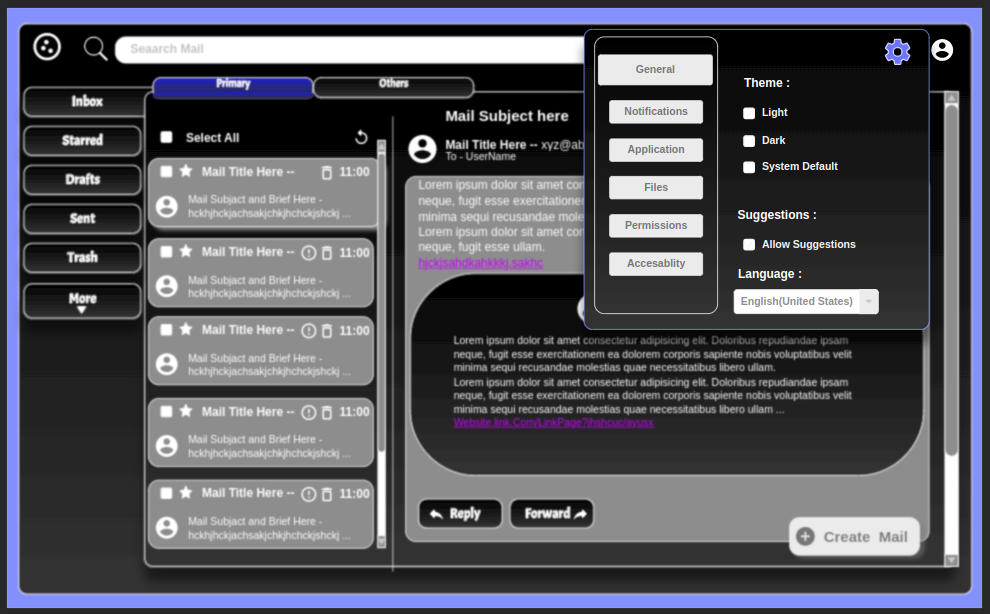 Seaarch Mail
Primary
Others
Inbox
Starred
Drafts
Sent
Trash
More
Select All
Mail Title Here --
11:00
Mail Subjact and Brief Here -
hckhjhckjachsakjchkjhchckjshckj ...
Mail Title Here --
11:00
Mail Subjact and Brief Here -
hckhjhckjachsakjchkjhchckjshckj ...
Mail Title Here --
11:00
Mail Subjact and Brief Here -
hckhjhckjachsakjchkjhchckjshckj ...
Mail Title Here --
11:00
Mail Subjact and Brief Here -
hckhjhckjachsakjchkjhchckjshckj ...
Mail Title Here --
11:00
Mail Subjact and Brief Here -
hckhjhckjachsakjchkjhchckjshckj ...
Mail Subject here
Mail Title Here -- xyz@ab
To - UserName
Lorem ipsum dolor sit amet con
neque, fugit esse exercitationem
minima sequi recusandae mole
Lorem ipsum dolor sit amet con
neque, fugit esse ullam.
hjckjsahdkahkkkj.sakhc
Lorem ipsum dolor sit amet consectetur adipisicing elit. Doloribus repudiandae ipsam
neque, fugit esse exercitationem ea dolorem corporis sapiente nobis voluptatibus velit
minima sequi recusandae molestias quae necessitatibus libero ullam.
Lorem ipsum dolor sit amet consectetur adipisicing elit. Doloribus repudiandae ipsam
neque, fugit esse exercitationem ea dolorem corporis sapiente nobis voluptatibus velit
minima sequi recusandae molestias quae necessitatibus libero ullam ...
Website.link.Com/LinkPage?ihshcuc/ayusx
Reply
Forward
Create Mail
General
Notifications
Application
Files
Permissions
Accesablity
Theme :
Light
Dark
System Default
Suggestions :
Allow Suggestions
Language :
English(United States)